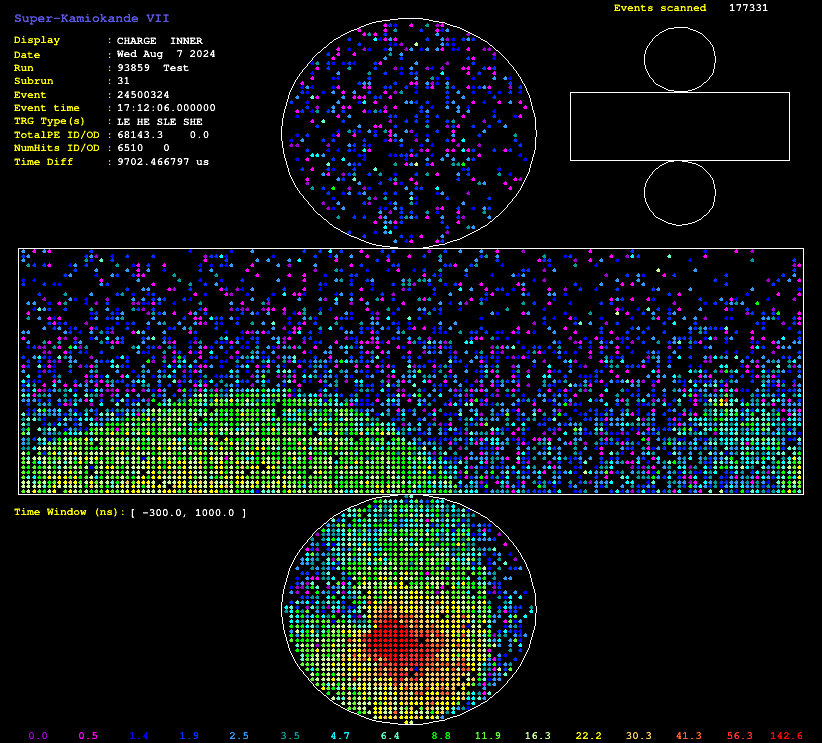 Super-Kamiokande VII
Events scanned 177331
Display : CHARGE INNER
Date : Wed Aug 7 2024
Run : 93859 Test
Subrun : 31
Event : 24500324
Event time : 17:12:06.000000
TRG Type(s) : LE HE SLE SHE
TotalPE ID/OD : 68143.3 0.0
NumHits ID/OD : 6510 0
Time Diff : 9702.466797 us
Time Window (ns): [ -300.0, 1000.0 ]
0.0 0.5 1.4 1.9 2.5 3.5 4.7 6.4 8.8 11.9 16.3 22.2 30.3 41.3 56.3 142.6